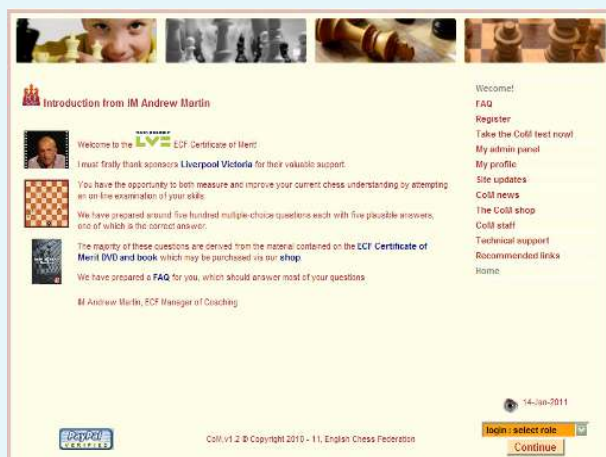 Introduction from IM Andrew Martin
Welcome to the LVE ECF Certificate of Merit!
I must firstly thank sponsors Liverpool Victoria for their valuable support.
You have the opportunity to both measure and improve your current chess understanding by attempting
an on-line examination of your skills.
We have prepared around five hundred multiple-choice questions each with five plausible answers,
one of which is the correct answer.
The majority of these questions are derived from the material contained on the ECF Certificate of
Merit DVD and book which may be purchased via our shop.
We have prepared a FAQ for you, which should answer most of your questions
IM Andrew Martin, ECF Manager of Coaching
Welcome!
FAQ
Register
Take the CoM test now!
My admin panel
My profile
Site updates
CoM news
The CoM shop
CoM staff
Technical support
Recommended links
Home
14-Jan-2011
login : select role
Continue
PayPal
VERIFIED
CoM.v1.2 © Copyright 2010 - 11, English Chess Federation